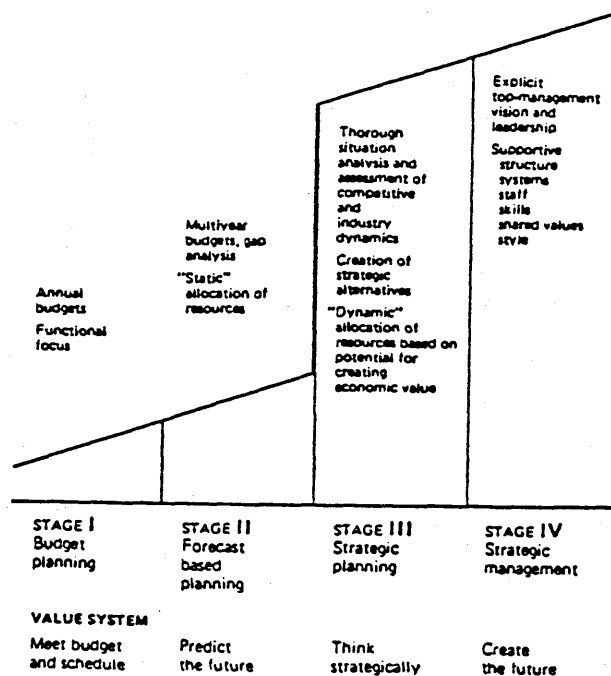 Annual
budgets
Functional
focus
Multiyear
budgets, gap
analysis
"Static"
allocation of
resources
Thorough
situation
analysis and
assessment of
competitive
and
industry
dynamics
Creation of
strategic
alternatives
"Dynamic"
allocation of
resources based on
potential for
creating
economic value
Explicit
top-management
vision and
leadership
Supportive
structure
systems
staff
skills
shared values
style
STAGE I
Budget
planning
STAGE II
Forecast
based
planning
STAGE III
Strategic
planning
STAGE IV
Strategic
management
VALUE SYSTEM
Meet budget
and schedule
Predict
the future
Think
strategically
Create
the future